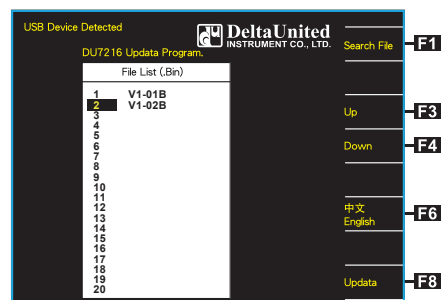 USB Device Detected
DeltaUnited
INSTRUMENT CO., LTD.
DU7216 Updata Program.
File List (.Bin)
1 V1-01B
2 V1-02B
3
4
5
6
7
8
9
10
11
12
13
14
15
16
17
18
19
20
Search File F1
Up F3
Down F4
中文
English F6
Updata F8